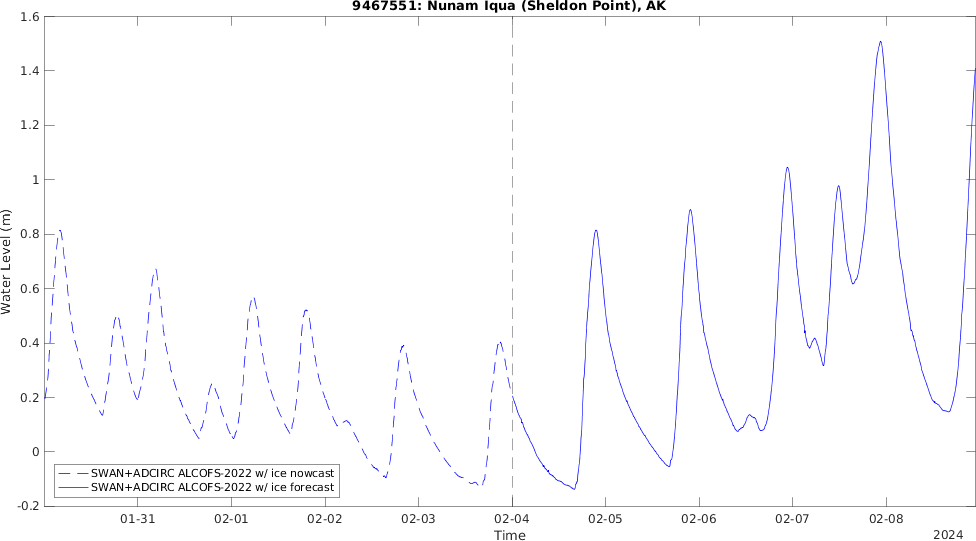 9467551: Nunam Iqua (Sheldon Point), AK
1.6
1.4
1.2
1
0.8
0.6
0.4
0.2
0
-0.2
Water Level (m)
SWAN+ADCIRC ALCOFS-2022 w/ ice nowcast
SWAN+ADCIRC ALCOFS-2022 w/ ice forecast
01-31 02-01 02-02 02-03 02-04 02-05 02-06 02-07 02-08
Time
2024